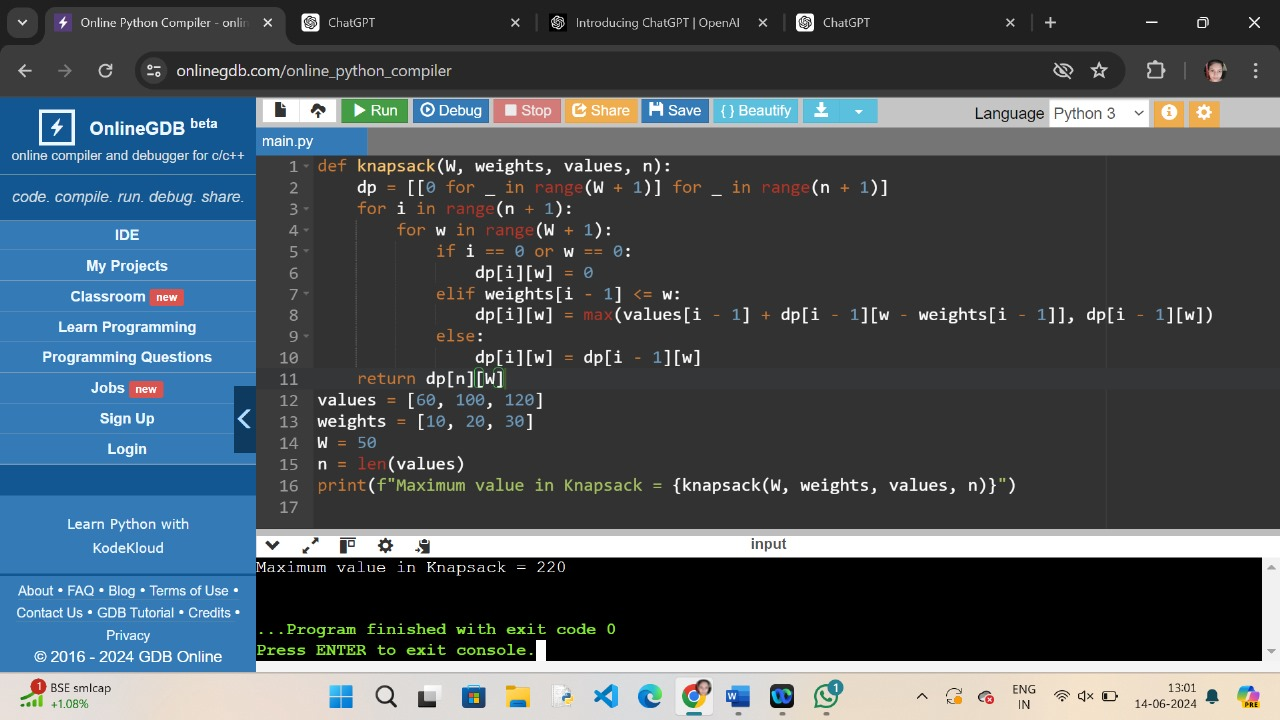 Online Python Compiler - onlin
ChatGPT
Introducing ChatGPT | OpenAI
ChatGPT
onlinegdb.com/online_python_compiler
OnlineGDB beta
online compiler and debugger for c/c++
code. compile. run. debug. share.
IDE
My Projects
Classroom new
Learn Programming
Programming Questions
Jobs new
Sign Up
Login
Learn Python with
KodeKloud
About • FAQ • Blog • Terms of Use •
Contact Us • GDB Tutorial • Credits •
Privacy
© 2016 - 2024 GDB Online
Run Debug Stop Share Save { } Beautify
Language Python 3
main.py
1 def knapsack(W, weights, values, n):
2     dp = [[0 for _ in range(W + 1)] for _ in range(n + 1)]
3     for i in range(n + 1):
4         for w in range(W + 1):
5             if i == 0 or w == 0:
6                 dp[i][w] = 0
7             elif weights[i - 1] <= w:
8                 dp[i][w] = max(values[i - 1] + dp[i - 1][w - weights[i - 1]], dp[i - 1][w])
9             else:
10                 dp[i][w] = dp[i - 1][w]
11     return dp[n][W]
12 values = [60, 100, 120]
13 weights = [10, 20, 30]
14 W = 50
15 n = len(values)
16 print(f"Maximum value in Knapsack = {knapsack(W, weights, values, n)}")
17
input
Maximum value in Knapsack = 220
...Program finished with exit code 0
Press ENTER to exit console.
1
BSE smlcap
+1.08%
W
1
PRE
ENG
IN
13:01
14-06-2024